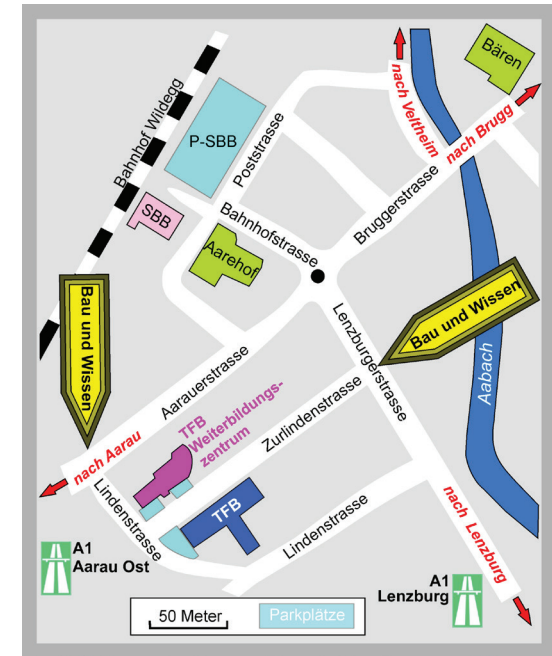 Bären
nach Veltheim
nach Brugg
Bahnhof Wildegg
P-SBB
Poststrasse
SBB
Bahnhofstrasse
Bruggerstrasse
Aarehof
Bau und Wissen
Bau und Wissen
Aabach
Lenzburgerstrasse
Aarauerstrasse
TFB
Weiterbildungs-
zentrum
Zurlindenstrasse
nach Aarau
Lindenstrasse
TFB
Lindenstrasse
nach Lenzburg
A1
Aarau Ost
A1
Lenzburg
50 Meter
Parkplätze